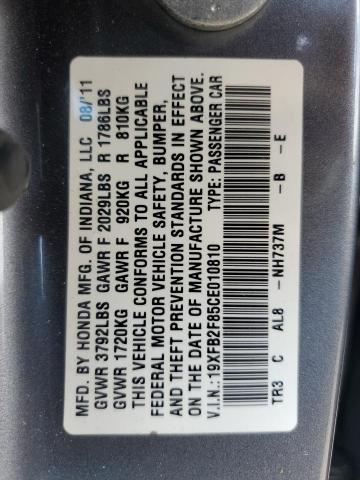 MFD. BY HONDA MFG. OF INDIANA, LLC 08/'11
GVWR 3792LBS GAWR F 2029LBS R 1786LBS
GVWR 1720KG GAWR F 920KG R 810KG
THIS VEHICLE CONFORMS TO ALL APPLICABLE
FEDERAL MOTOR VEHICLE SAFETY, BUMPER,
AND THEFT PREVENTION STANDARDS IN EFFECT
ON THE DATE OF MANUFACTURE SHOWN ABOVE.
V.I.N.: 19XFB2F85CE010810 TYPE: PASSENGER CAR
TR3 C AL8 -NH737M -B -E